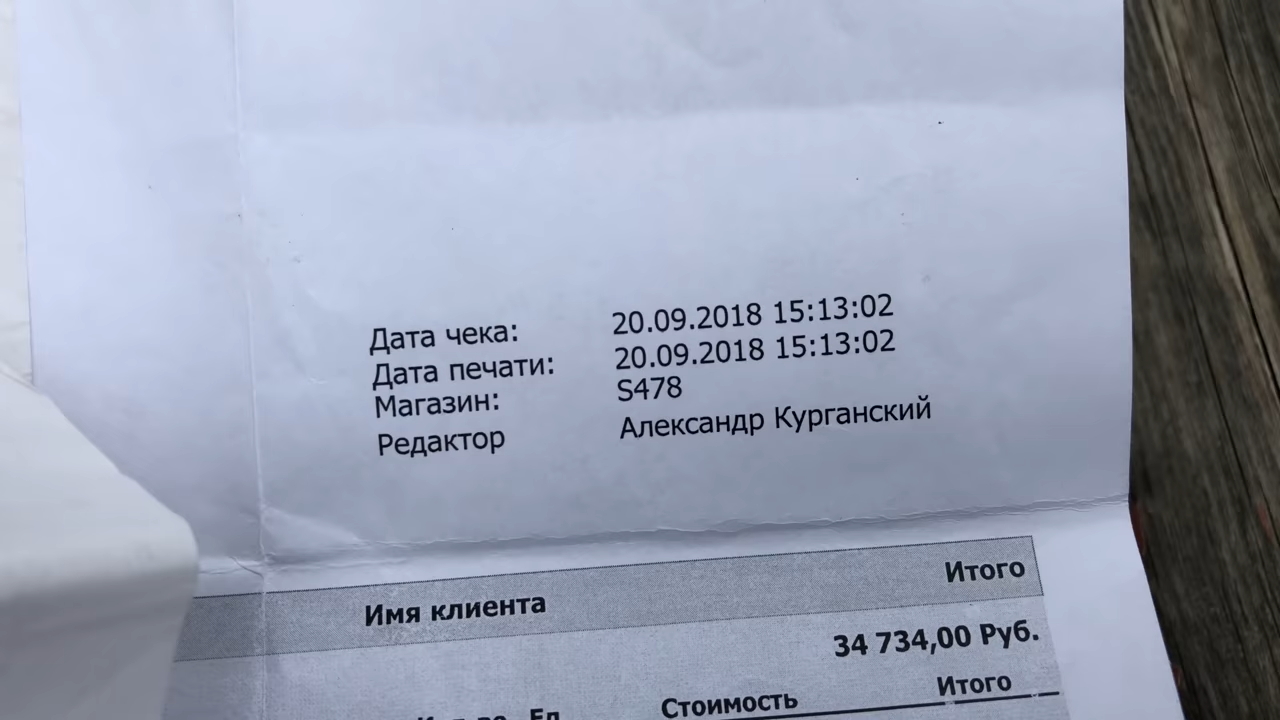 Дата чека: 20.09.2018 15:13:02
Дата печати: 20.09.2018 15:13:02
Магазин: S478
Редактор Александр Курганский
Имя клиента Итого
34 734,00 Руб.
Стоимость Итого